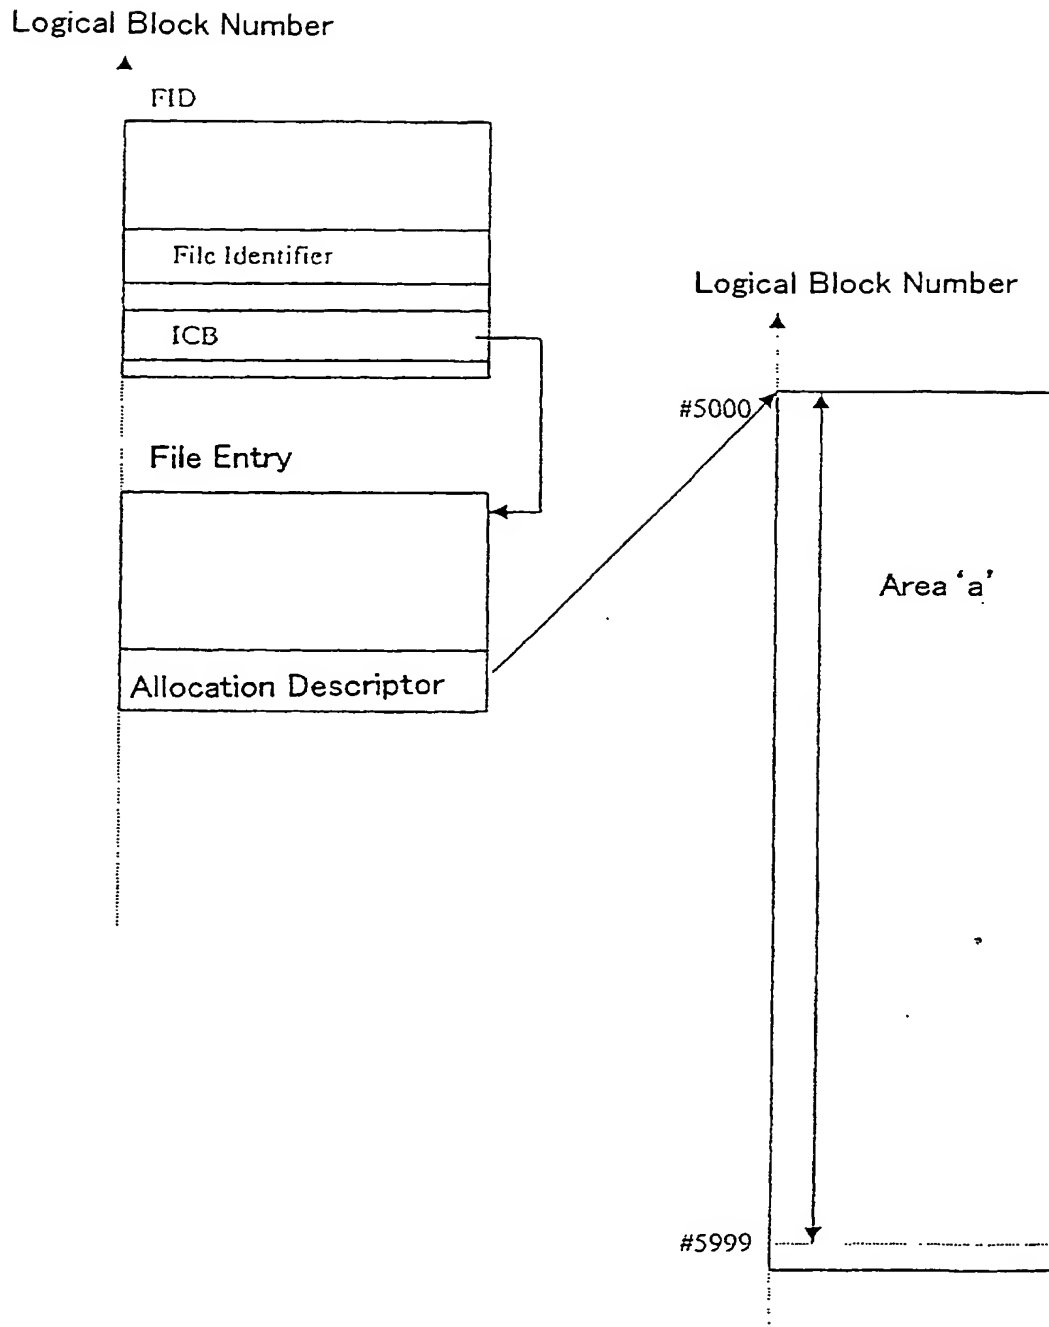 Logical Block Number
FID
File Identifier
ICB
File Entry
Allocation Descriptor
Logical Block Number
#5000
Area 'a'
#5999